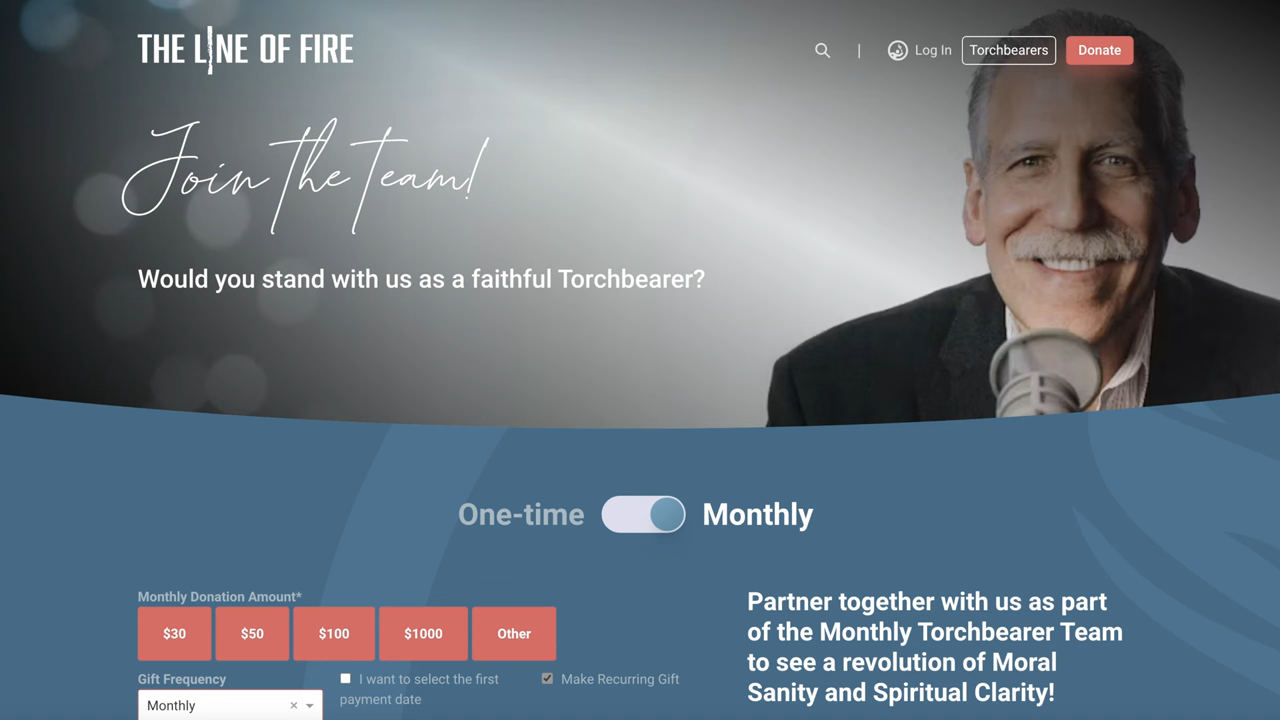 THE LINE OF FIRE
Log In
Torchbearers
Donate
Join the team!
Would you stand with us as a faithful Torchbearer?
One-time
Monthly
Monthly Donation Amount*
$30
$50
$100
$1000
Other
Gift Frequency
Monthly
I want to select the first
payment date
Make Recurring Gift
Partner together with us as part
of the Monthly Torchbearer Team
to see a revolution of Moral
Sanity and Spiritual Clarity!